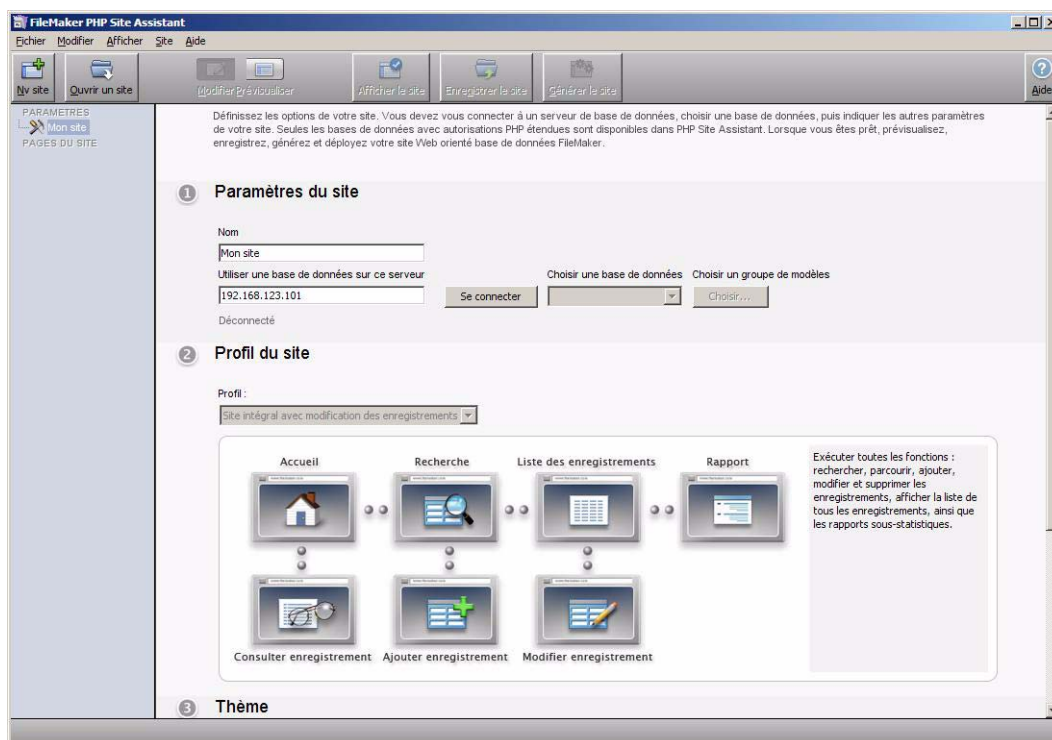 FileMaker PHP Site Assistant
Fichier Modifier Afficher Site Aide
Nv site Ouvrir un site Modifier Prévisualiser Afficher le site Enregistrer le site Générer le site Aide
PARAMETRES
Mon site
PAGES DU SITE
Définissez les options de votre site. Vous devez vous connecter à un serveur de base de données, choisir une base de données, puis indiquer les autres paramètres
de votre site. Seules les bases de données avec autorisations PHP étendues sont disponibles dans PHP Site Assistant. Lorsque vous êtes prêt, prévisualisez,
enregistrez, générez et déployez votre site Web orienté base de données FileMaker.
1 Paramètres du site
Nom
Mon site
Utiliser une base de données sur ce serveur Choisir une base de données Choisir un groupe de modèles
192.168.123.101 Se connecter Choisir...
Déconnecté
2 Profil du site
Profil :
Site intégral avec modification des enregistrements
Accueil Recherche Liste des enregistrements Rapport
Consulter enregistrement Ajouter enregistrement Modifier enregistrement
Exécuter toutes les fonctions :
rechercher, parcourir, ajouter,
modifier et supprimer les
enregistrements, afficher la liste de
tous les enregistrements, ainsi que
les rapports sous-statistiques.
3 Thème